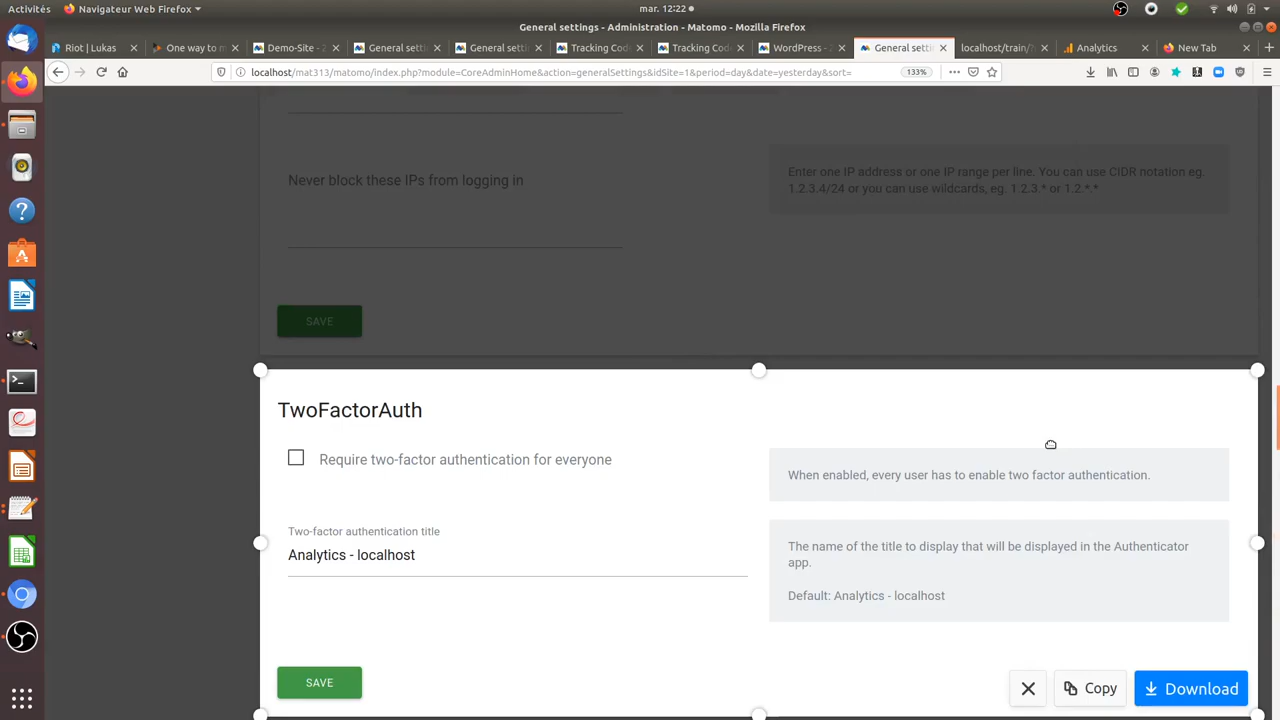 Activités
Navigateur Web Firefox
mar. 12:22
General settings - Administration - Matomo - Mozilla Firefox
Riot | Lukas
One way to m
Demo-Site - 2
General setti
General setti
Tracking Cod
Tracking Cod
WordPress - 2
General setti
localhost/train/?
Analytics
New Tab
localhost/mat313/matomo/index.php?module=CoreAdminHome&action=generalSettings&idSite=1&period=day&date=yesterday&sort=
133%
Never block these IPs from logging in
Enter one IP address or one IP range per line. You can use CIDR notation eg.
1.2.3.4/24 or you can use wildcards, eg. 1.2.3.* or 1.2.*.*
SAVE
TwoFactorAuth
Require two-factor authentication for everyone
When enabled, every user has to enable two factor authentication.
Two-factor authentication title
Analytics - localhost
The name of the title to display that will be displayed in the Authenticator
app.
Default: Analytics - localhost
SAVE
Copy
Download